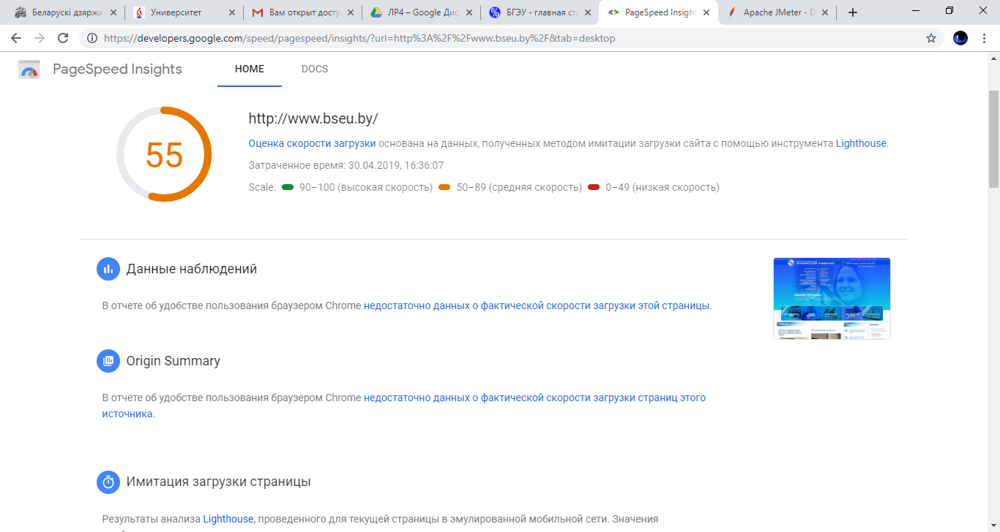 Беларускі дзяржа
Университет
Вам открыт досту
ЛР4 – Google Дис
БГЭУ - главная стр
PageSpeed Insight
Apache JMeter - D
https://developers.google.com/speed/pagespeed/insights/?url=http%3A%2F%2Fwww.bseu.by%2F&tab=desktop
PageSpeed Insights
HOME
DOCS
55
http://www.bseu.by/
Оценка скорости загрузки основана на данных, полученных методом имитации загрузки сайта с помощью инструмента Lighthouse.
Затраченное время: 30.04.2019, 16:36:07
Scale: 90–100 (высокая скорость) 50–89 (средняя скорость) 0–49 (низкая скорость)
Данные наблюдений
В отчете об удобстве пользования браузером Chrome недостаточно данных о фактической скорости загрузки этой страницы.
Origin Summary
В отчете об удобстве пользования браузером Chrome недостаточно данных о фактической скорости загрузки страниц этого
источника.
Имитация загрузки страницы
Результаты анализа Lighthouse, проведенного для текущей страницы в эмулированной мобильной сети. Значения